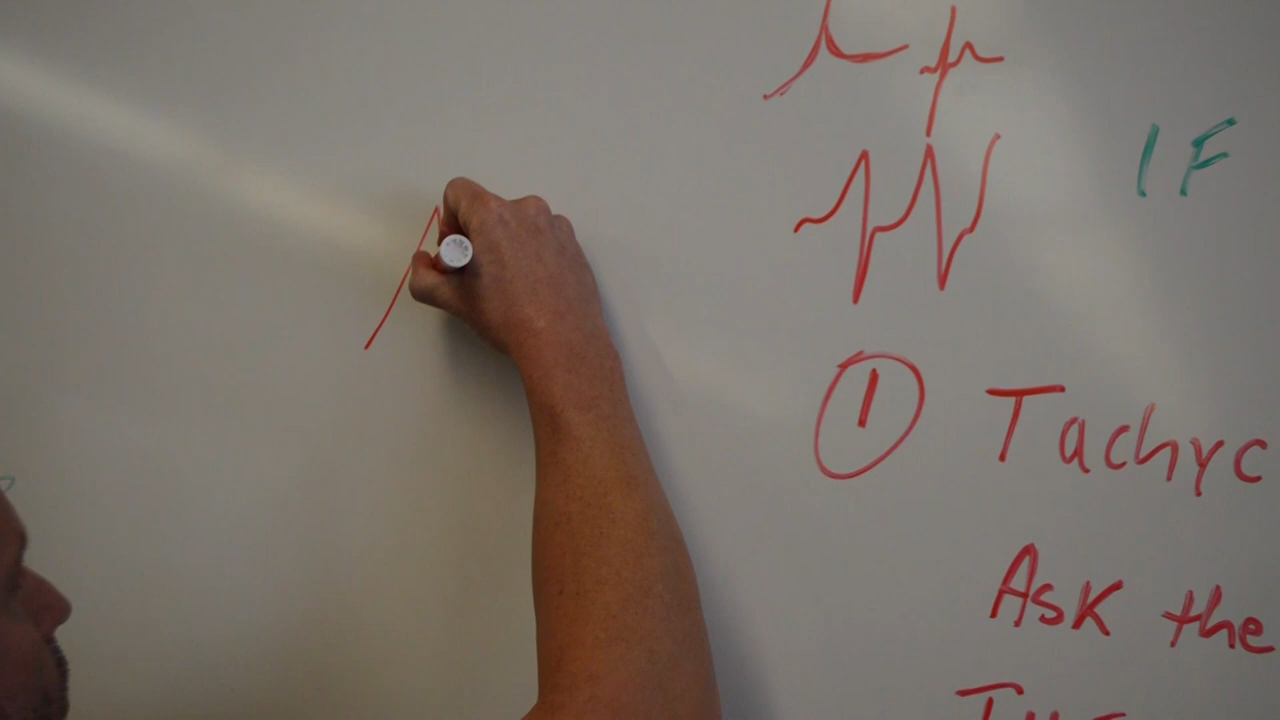 IF
① Tachyc
Ask the